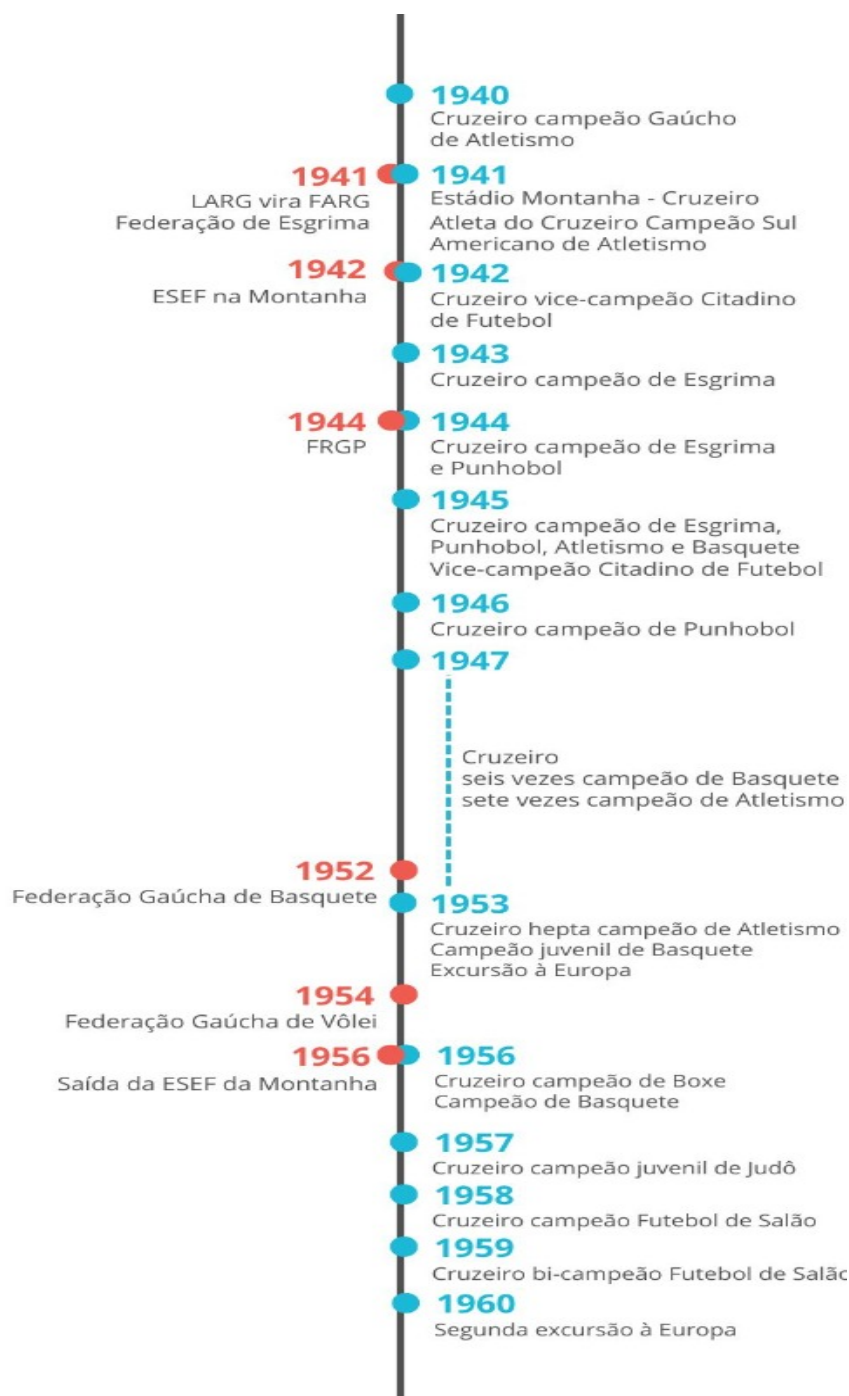 1940
Cruzeiro campeão Gaúcho
de Atletismo
1941
LARG vira FARG
Federação de Esgrima
1941
Estádio Montanha - Cruzeiro
Atleta do Cruzeiro Campeão Sul
Americano de Atletismo
1942
ESEF na Montanha
1942
Cruzeiro vice-campeão Citadino
de Futebol
1943
Cruzeiro campeão de Esgrima
1944
FRGP
1944
Cruzeiro campeão de Esgrima
e Punhobol
1945
Cruzeiro campeão de Esgrima,
Punhobol, Atletismo e Basquete
Vice-campeão Citadino de Futebol
1946
Cruzeiro campeão de Punhobol
1947
Cruzeiro
seis vezes campeão de Basquete
sete vezes campeão de Atletismo
1952
Federação Gaúcha de Basquete
1953
Cruzeiro hepta campeão de Atletismo
Campeão juvenil de Basquete
Excursão à Europa
1954
Federação Gaúcha de Vôlei
1956
Saída da ESEF da Montanha
1956
Cruzeiro campeão de Boxe
Campeão de Basquete
1957
Cruzeiro campeão juvenil de Judô
1958
Cruzeiro campeão Futebol de Salão
1959
Cruzeiro bi-campeão Futebol de Salão
1960
Segunda excursão à Europa